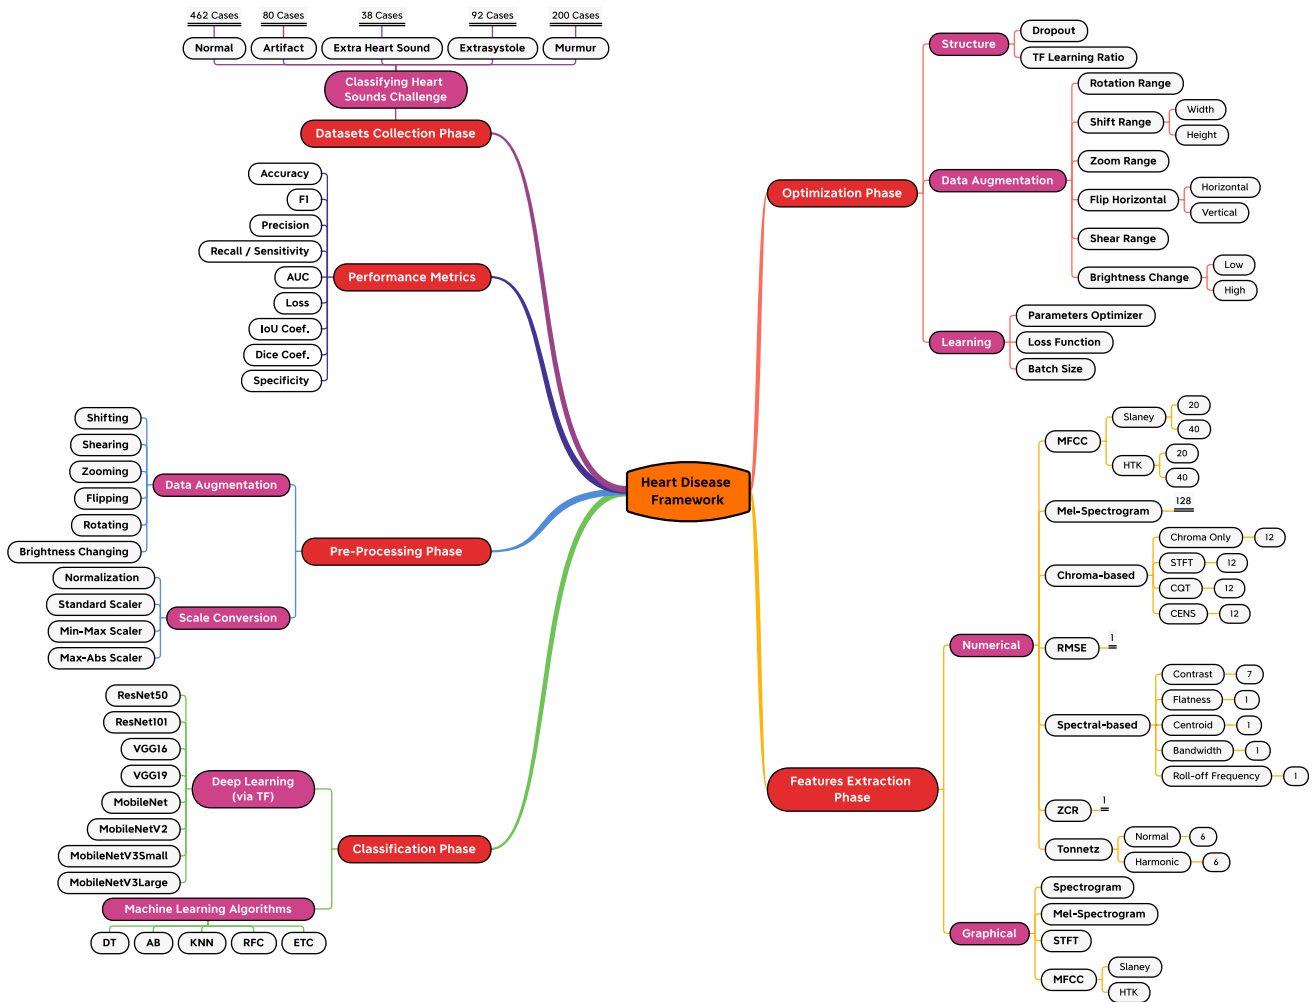 462 Cases
80 Cases
38 Cases
92 Cases
200 Cases
Normal
Artifact
Extra Heart Sound
Extrasystole
Murmur
Classifying Heart
Sounds Challenge
Datasets Collection Phase
Accuracy
F1
Precision
Recall / Sensitivity
AUC
Loss
IoU Coef.
Dice Coef.
Specificity
Performance Metrics
Shifting
Shearing
Zooming
Flipping
Rotating
Brightness Changing
Data Augmentation
Normalization
Standard Scaler
Min-Max Scaler
Max-Abs Scaler
Scale Conversion
Pre-Processing Phase
ResNet50
ResNet101
VGG16
VGG19
MobileNet
MobileNetV2
MobileNetV3Small
MobileNetV3Large
Deep Learning
(via TF)
Classification Phase
Machine Learning Algorithms
DT
AB
KNN
RFC
ETC
Heart Disease
Framework
Optimization Phase
Structure
Dropout
TF Learning Ratio
Data Augmentation
Rotation Range
Shift Range
Width
Height
Zoom Range
Flip Horizontal
Horizontal
Vertical
Shear Range
Brightness Change
Low
High
Learning
Parameters Optimizer
Loss Function
Batch Size
Features Extraction
Phase
Numerical
MFCC
Slaney
20
40
HTK
20
40
Mel-Spectrogram
128
Chroma-based
Chroma Only
12
STFT
12
CQT
12
CENS
12
RMSE
1
Spectral-based
Contrast
7
Flatness
1
Centroid
1
Bandwidth
1
Roll-off Frequency
1
ZCR
1
Tonnetz
Normal
6
Harmonic
6
Graphical
Spectrogram
Mel-Spectrogram
STFT
MFCC
Slaney
HTK